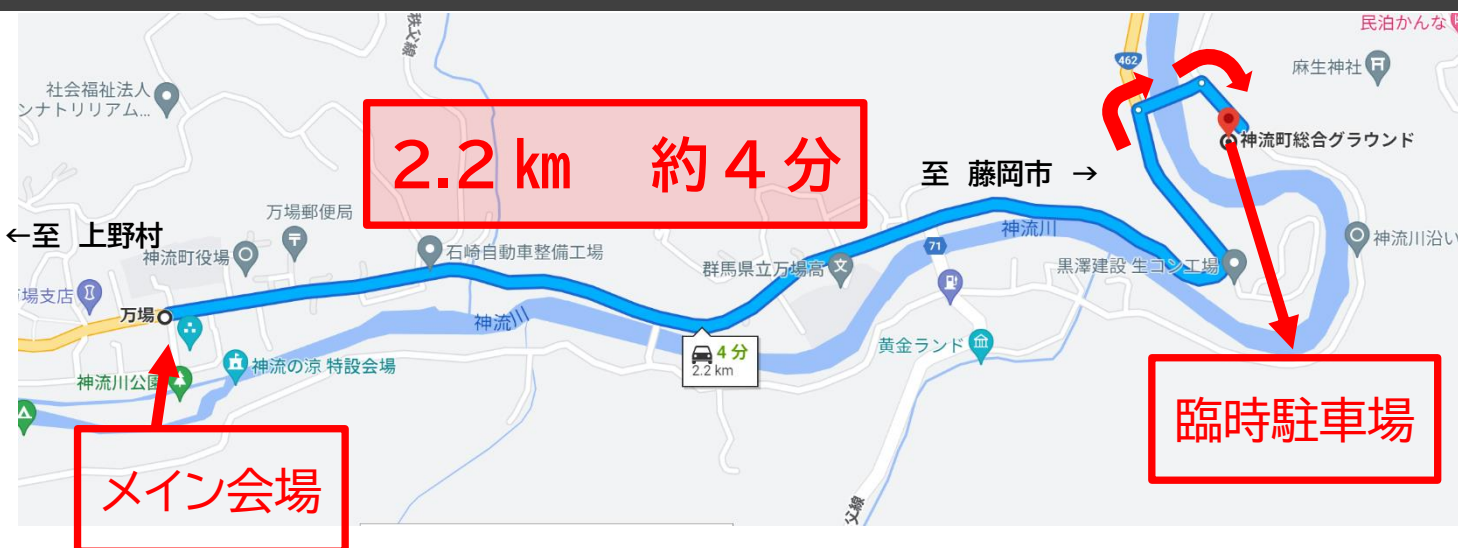 民泊かんな
秩父線
462
麻生神社
社会福祉法人
ンナトリリアム...
2.2㎞　約4分
神流町総合グラウンド
至 藤岡市 →
万場郵便局
←至 上野村
神流町役場
石崎自動車整備工場
神流川
神流川沿い
71
群馬県立万場高
黒澤建設 生コン工場
場支店
万場
神流川
4 分
2.2 km
黄金ランド
神流の涼 特設会場
神流川公園
臨時駐車場
メイン会場
父線